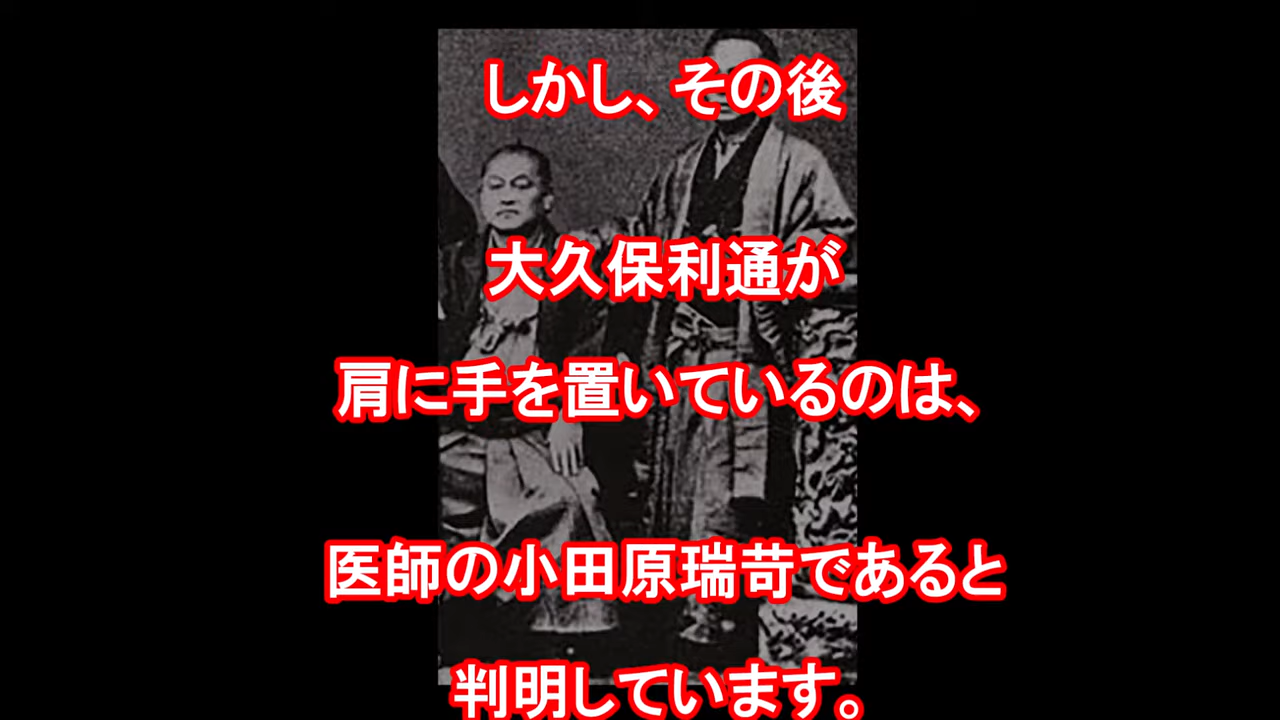 しかし、その後
大久保利通が
肩に手を置いているのは、
医師の小田原瑞苛であると
判明しています。